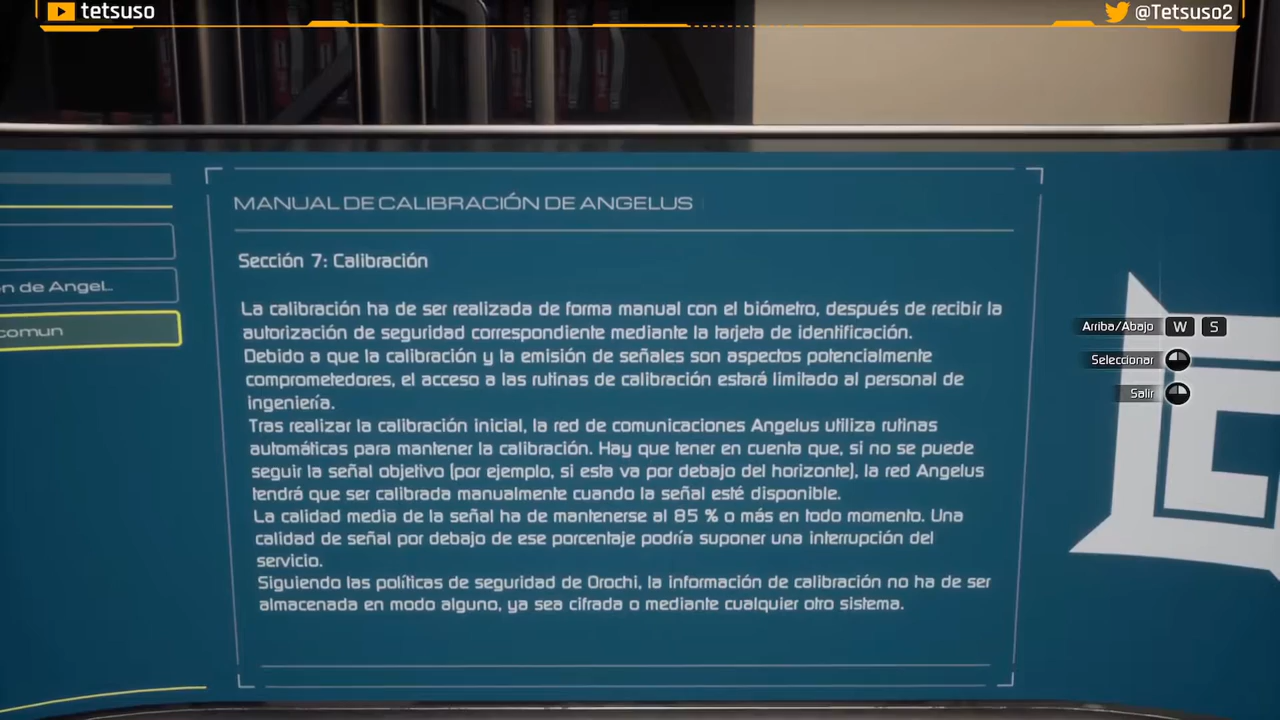 tetsuso
@Tetsuso2
MANUAL DE CALIBRACIÓN DE ANGELUS
Sección 7: Calibración
La calibración ha de ser realizada de forma manual con el biómetro, después de recibir la
autorización de seguridad correspondiente mediante la tarjeta de identificación.
Debido a que la calibración y la emisión de señales son aspectos potencialmente
comprometedores, el acceso a las rutinas de calibración estará limitado al personal de
ingeniería.
Tras realizar la calibración inicial, la red de comunicaciones Angelus utiliza rutinas
automáticas para mantener la calibración. Hay que tener en cuenta que, si no se puede
seguir la señal objetivo (por ejemplo, si esta va por debajo del horizonte), la red Angelus
tendrá que ser calibrada manualmente cuando la señal esté disponible.
La calidad media de la señal ha de mantenerse al 85 % o más en todo momento. Una
calidad de señal por debajo de ese porcentaje podría suponer una interrupción del
servicio.
Siguiendo las políticas de seguridad de Orochi, la información de calibración no ha de ser
almacenada en modo alguno, ya sea cifrada o mediante cualquier otro sistema.
n de AngeL
comun
Arriba/Abajo W S
Seleccionar
Salir